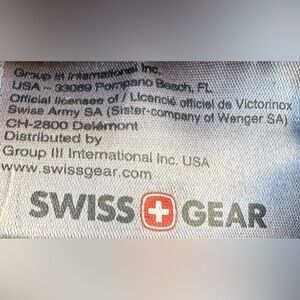 Group III International Inc.
USA – 33069 Pompano Beach, FL
Official licensee of / Licencié officiel de Victorinox
Swiss Army SA (Sister-company of Wenger SA)
CH-2800 Delémont
Distributed by
Group III International Inc. USA
www.swissgear.com
SWISS GEAR